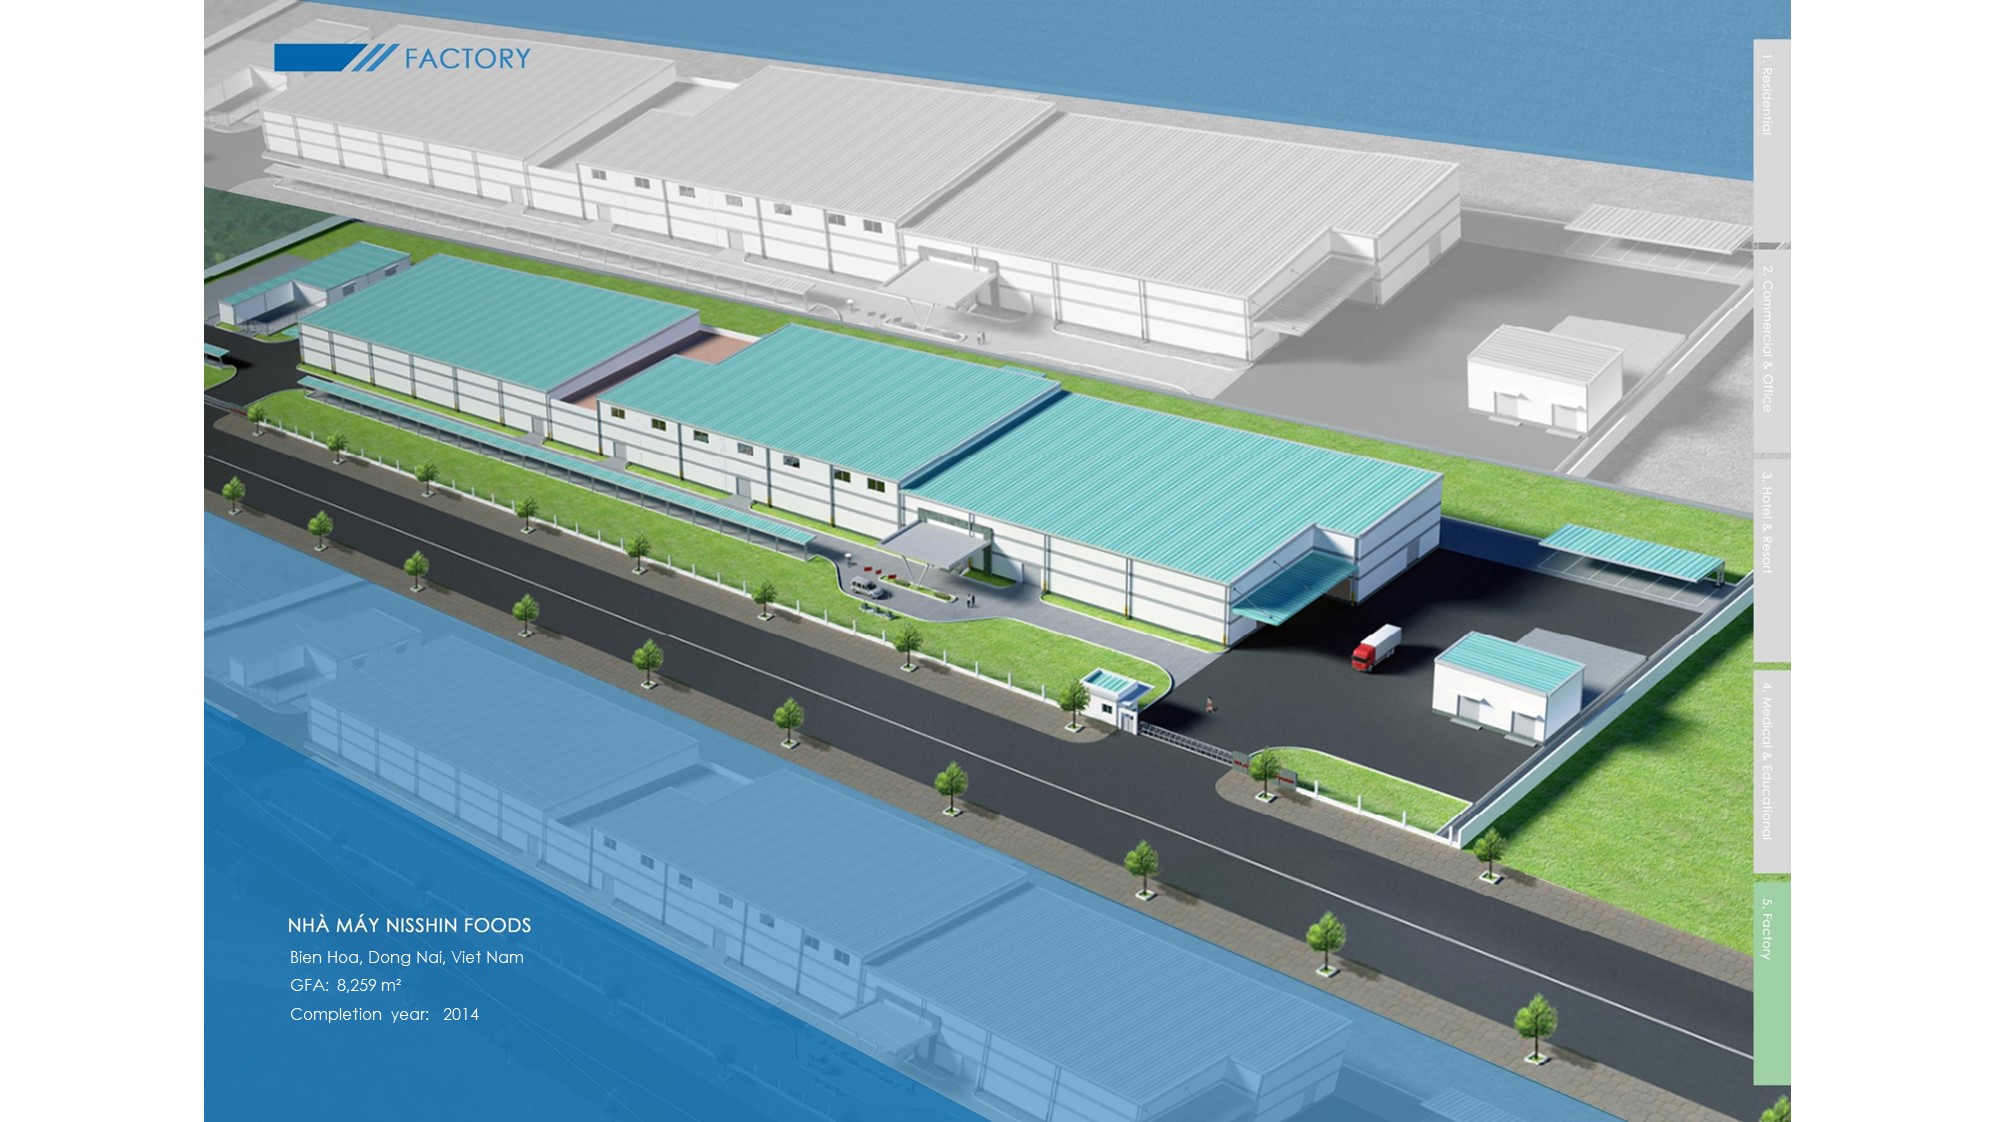 FACTORY
1. Residential
2. Commercial & Office
3. Hotel & Resort
4. Medical & Educational
5. Factory
NHÀ MÁY NISSHIN FOODS
Bien Hoa, Dong Nai, Viet Nam
GFA: 8,259 m²
Completion year: 2014